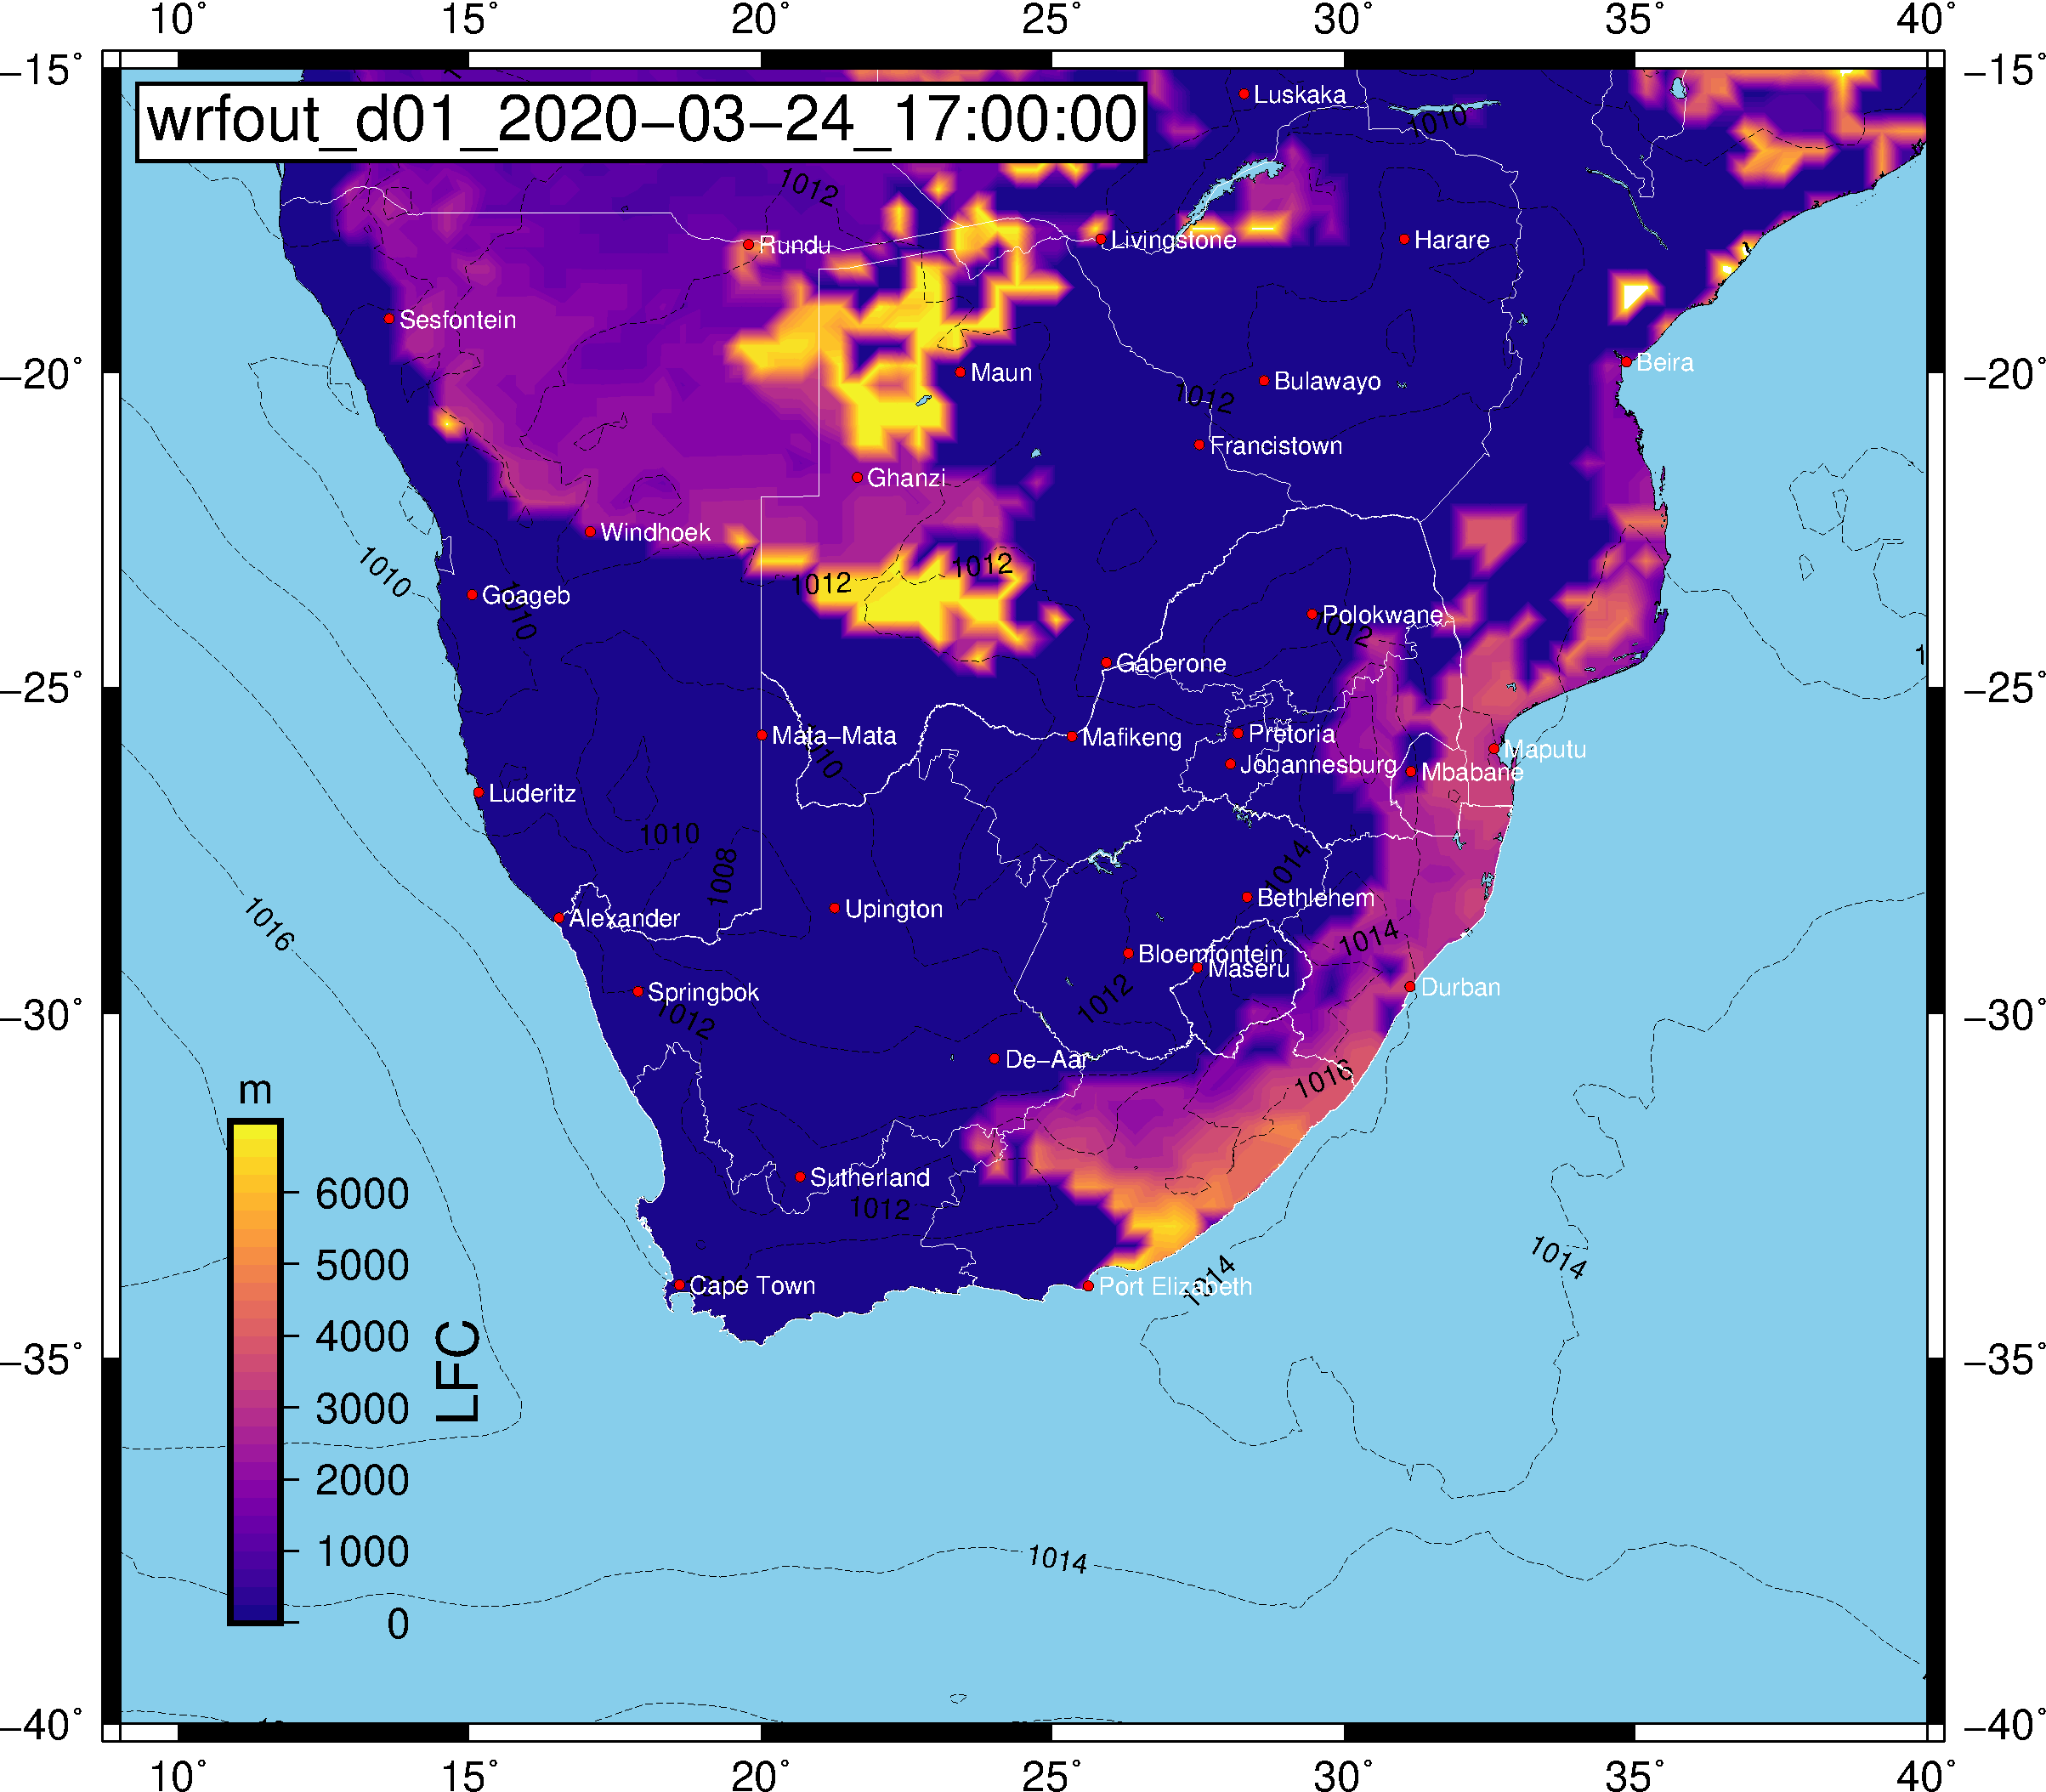 10° 15° 20° 25° 30° 35° 40°
−15° −15°
wrfout_d01_2020−03−24_17:00:00
Luskaka
1010
1012
Rundu
Livingstone
Harare
Sesfontein
Beira
−20° −20°
Maun
Bulawayo
1012
Francistown
Ghanzi
Windhoek
1010
1012
1012
Goageb
1010
Polokwane
1012
Gaberone
−25° −25°
Mata−Mata
1010
Mafikeng
Pretoria
Maputu
Johannesburg
Mbabane
Luderitz
1010
1008
1014
Bethlehem
1016
Alexander
Upington
1014
Bloemfontein
Maseru
Springbok
1012
1012
Durban
−30° −30°
De−Aar
1016
m
Sutherland
1012
6000
5000
4000
3000
2000
1000
0
LFC
Cape Town
Port Elizabeth
1014
1014
−35° −35°
1014
−40° −40°
10° 15° 20° 25° 30° 35° 40°